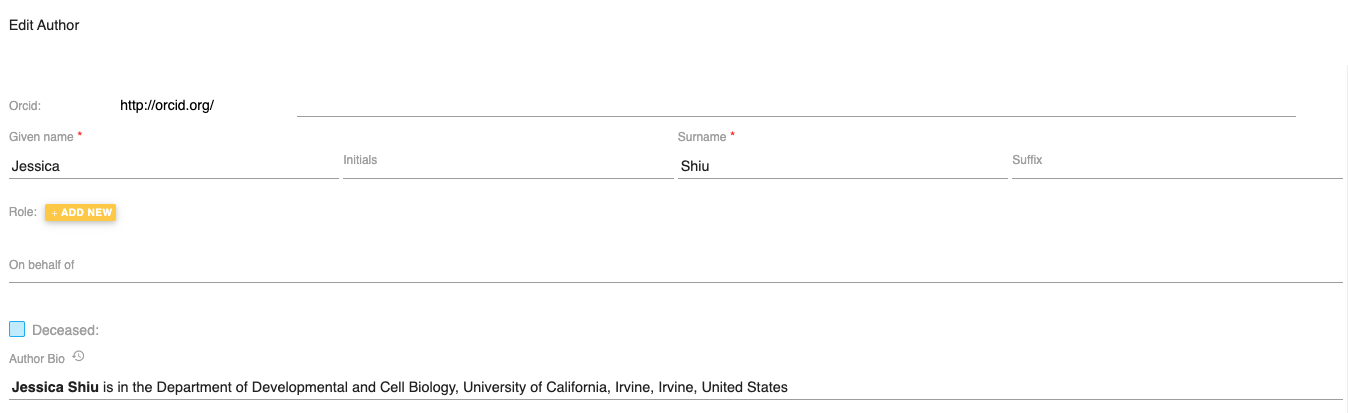 Edit Author
Orcid: http://orcid.org/
Given name * Surname *
Jessica Initials Shiu Suffix
Role: + ADD NEW
On behalf of
Deceased:
Author Bio
Jessica Shiu is in the Department of Developmental and Cell Biology, University of California, Irvine, Irvine, United States